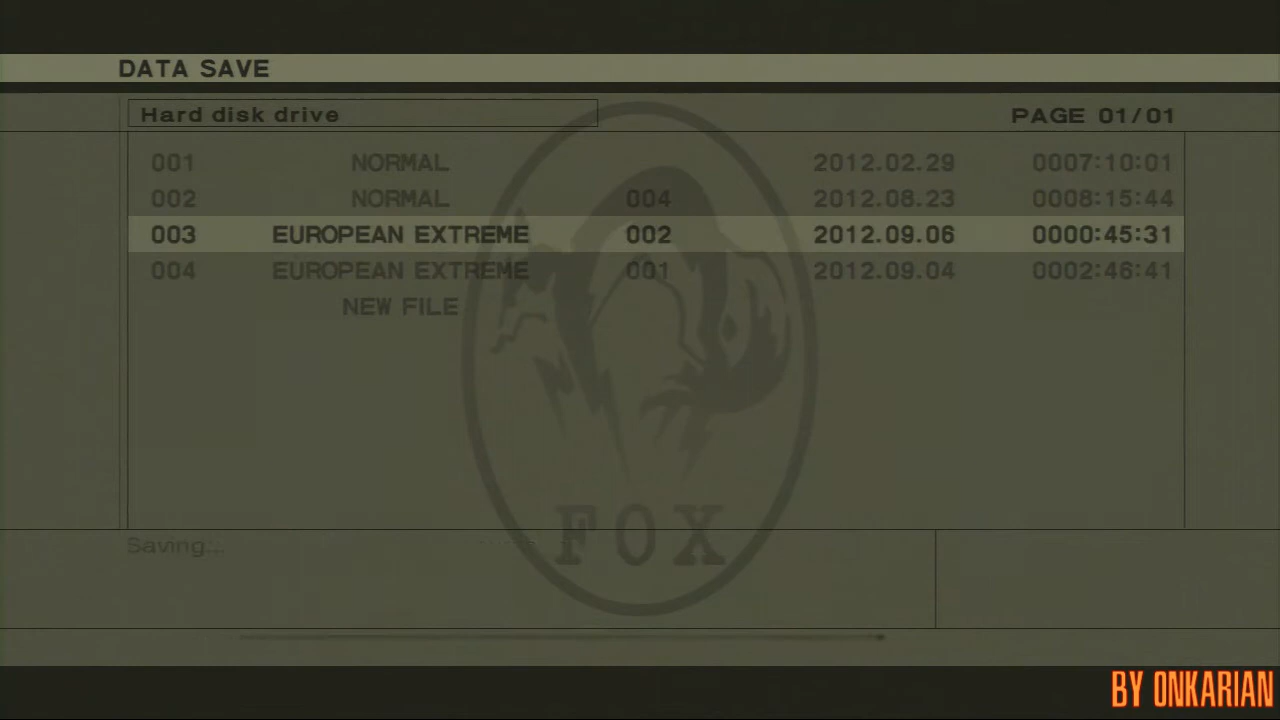 DATA SAVE
Hard disk drive PAGE 01/01
001 NORMAL 2012.02.29 0007:10:01
002 NORMAL 004 2012.08.23 0008:15:44
003 EUROPEAN EXTREME 002 2012.09.06 0000:45:31
004 EUROPEAN EXTREME 001 2012.09.04 0002:46:41
NEW FILE
FOX
Saving...
BY ONKARIAN